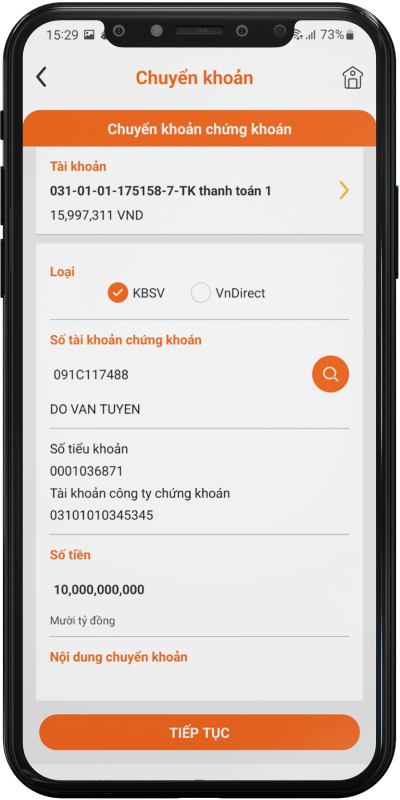 15:29 73%
Chuyển khoản
Chuyển khoản chứng khoán
Tài khoản
031-01-01-175158-7-TK thanh toán 1
15,997,311 VND
Loại
KBSV VnDirect
Số tài khoản chứng khoán
091C117488
DO VAN TUYEN
Số tiểu khoản
0001036871
Tài khoản công ty chứng khoán
03101010345345
Số tiền
10,000,000,000
Mười tỷ đồng
Nội dung chuyển khoản
TIẾP TỤC